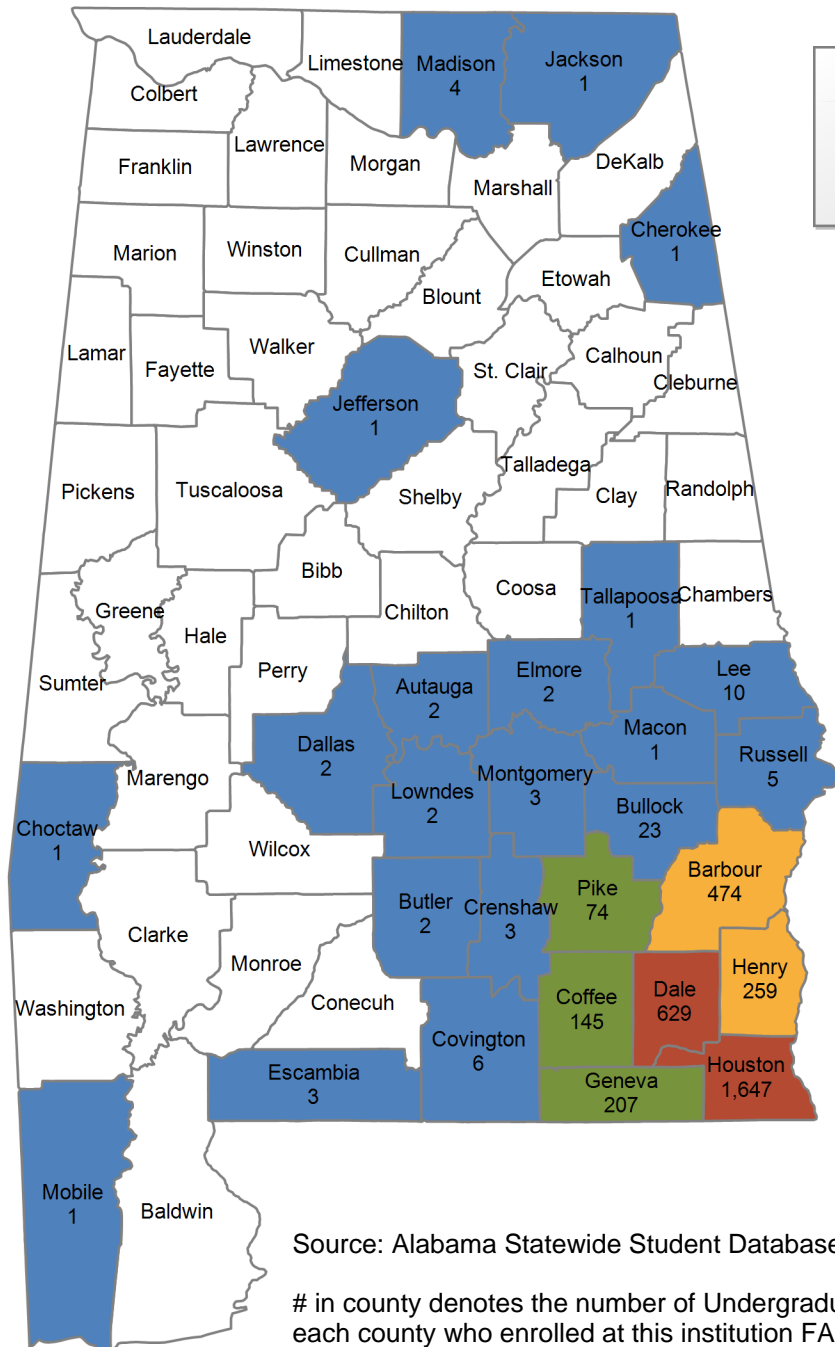 Lauderdale
Limestone
Madison
4
Jackson
1
Colbert
Lawrence
Franklin
Morgan
Marshall
DeKalb
Cherokee
1
Marion
Winston
Cullman
Blount
Etowah
Lamar
Fayette
Walker
Jefferson
1
St. Clair
Calhoun
Cleburne
Pickens
Tuscaloosa
Shelby
Talladega
Clay
Randolph
Bibb
Greene
Hale
Chilton
Coosa
Tallapoosa
1
Chambers
Sumter
Perry
Autauga
2
Elmore
2
Lee
10
Dallas
2
Macon
1
Russell
5
Marengo
Lowndes
2
Montgomery
3
Bullock
23
Choctaw
1
Wilcox
Butler
2
Crenshaw
3
Pike
74
Barbour
474
Clarke
Monroe
Washington
Conecuh
Coffee
145
Dale
629
Henry
259
Covington
6
Escambia
3
Geneva
207
Houston
1,647
Mobile
1
Baldwin
Source: Alabama Statewide Student Database
# in county denotes the number of Undergradu
each county who enrolled at this institution FA